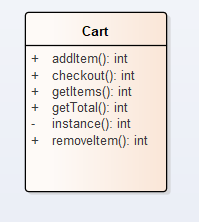 Cart
+ addItem(): int
+ checkout(): int
+ getItems(): int
+ getTotal(): int
- instance(): int
+ removeItem(): int